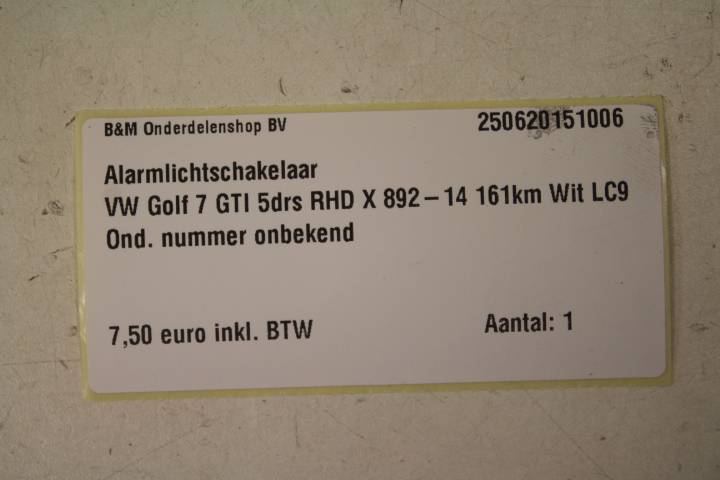 B&M Onderdelenshop BV 250620151006
Alarmlichtschakelaar
VW Golf 7 GTI 5drs RHD X 892-14 161km Wit LC9
Ond. nummer onbekend
7,50 euro inkl. BTW Aantal: 1